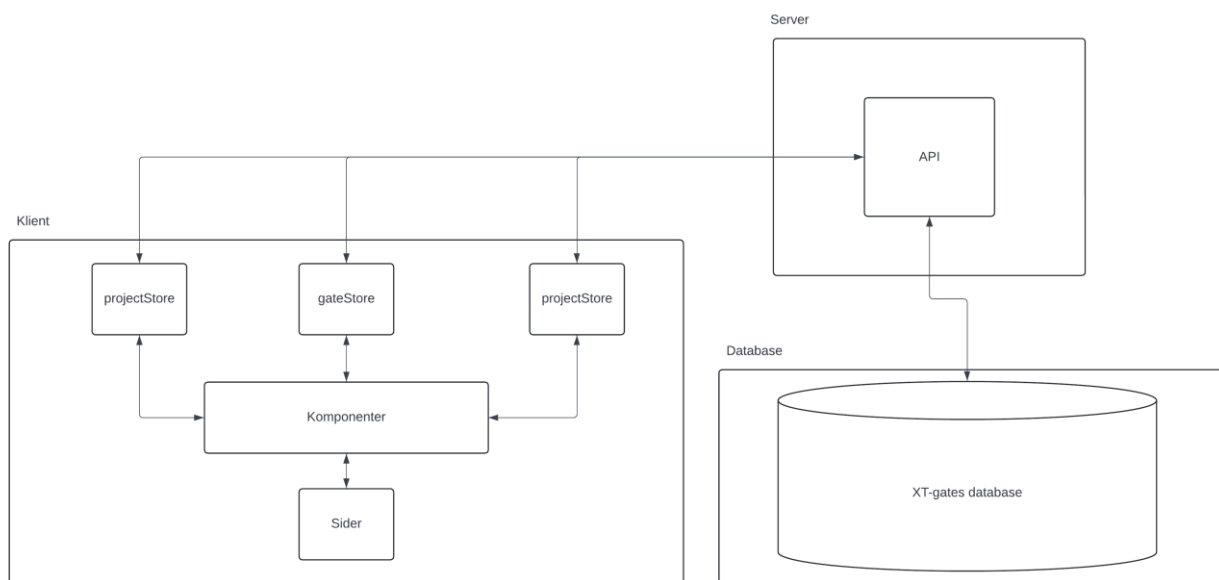 Server
API
Klient
projectStore
gateStore
projectStore
Database
Komponenter
XT-gates database
Sider